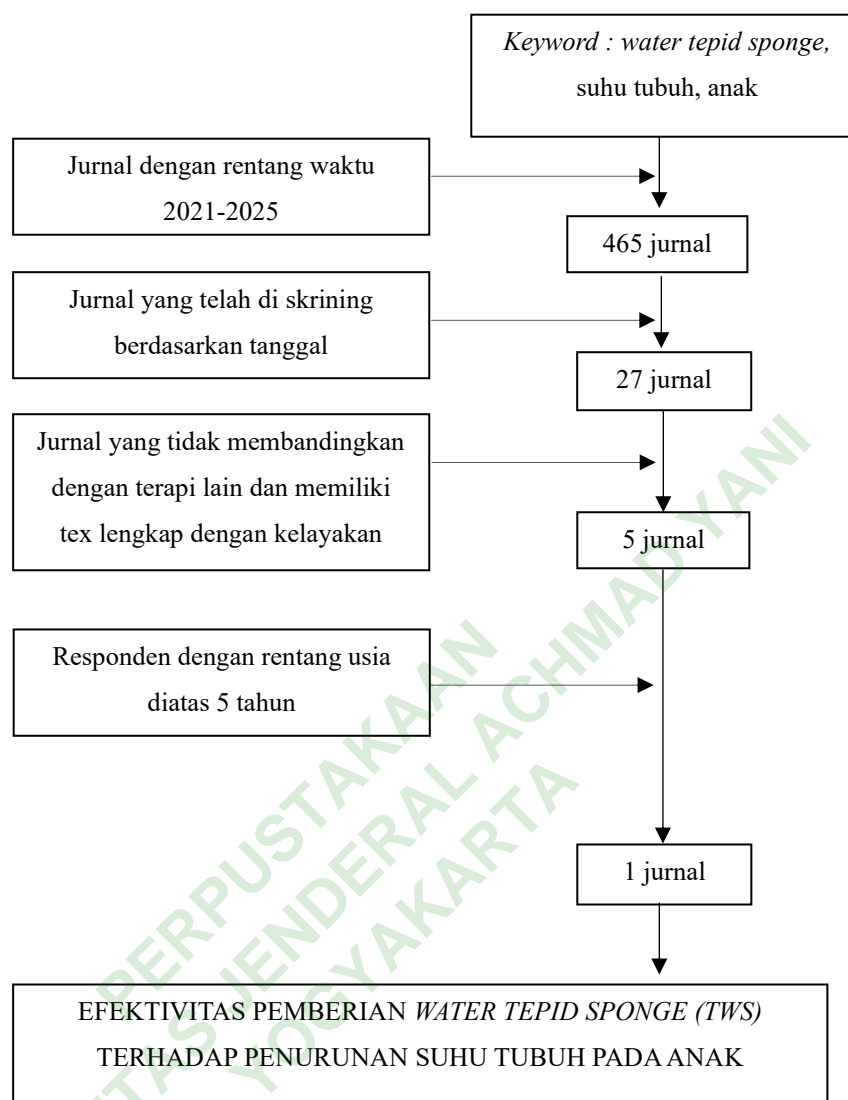 Keyword : water tepid sponge,
suhu tubuh, anak
Jurnal dengan rentang waktu
2021-2025
465 jurnal
Jurnal yang telah di skrining
berdasarkan tanggal
27 jurnal
Jurnal yang tidak membandingkan
dengan terapi lain dan memiliki
tex lengkap dengan kelayakan
5 jurnal
Responden dengan rentang usia
diatas 5 tahun
1 jurnal
EFEKTIVITAS PEMBERIAN WATER TEPID SPONGE (TWS)
TERHADAP PENURUNAN SUHU TUBUH PADA ANAK
PERPUSTAKAAN
TAS JENDERAL ACHMAD YANI
YOGYAKARTA